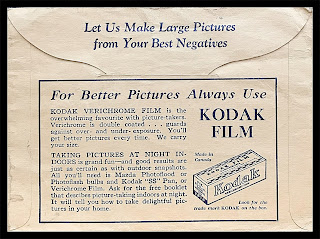 Let Us Make Large Pictures
from Your Best Negatives
For Better Pictures Always Use
KODAK VERICHROME FILM is the
overwhelming favourite with picture-takers.
Verichrome is double coated . . . guards
against over- and under-exposure. You'll
get better pictures every time. We carry
your size.
TAKING PICTURES AT NIGHT IN-
DOORS is grand fun—and good results are
just as certain as with outdoor snapshots.
All you'll need is Mazda Photoflood or
Photoflash bulbs and Kodak "SS" Pan, or
Verichrome Film. Ask for the free booklet
that describes picture-taking indoors at night.
It will tell you how to take delightful
pictures in your home.
KODAK
FILM
Made in
Canada
Kodak
Look for the
trade mark KODAK on the box.